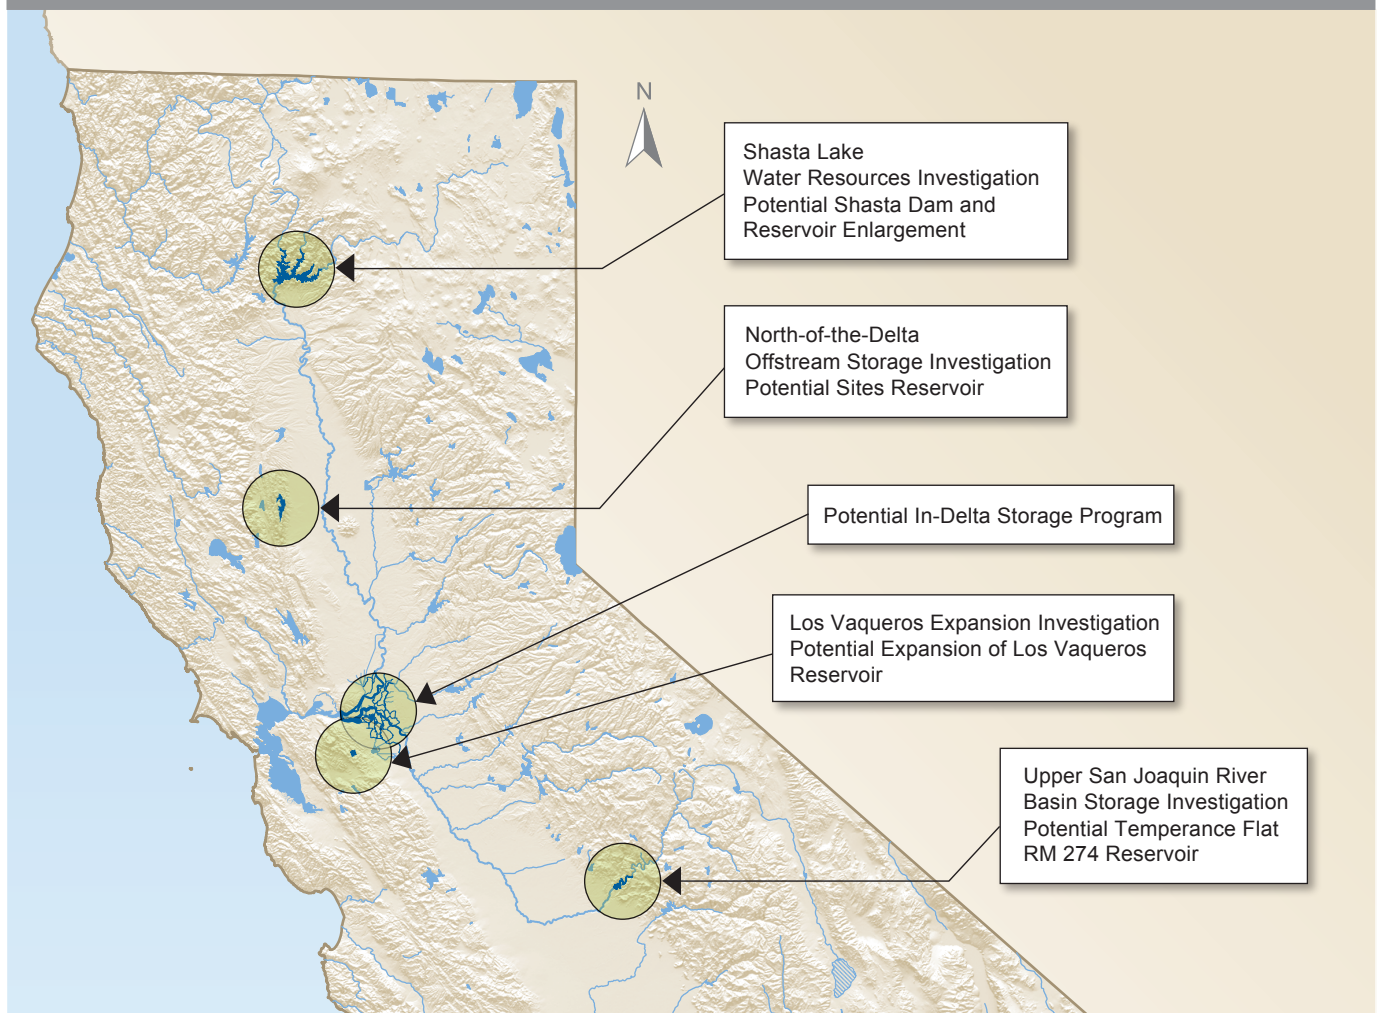 N
Shasta Lake
Water Resources Investigation
Potential Shasta Dam and
Reservoir Enlargement
North-of-the-Delta
Offstream Storage Investigation
Potential Sites Reservoir
Potential In-Delta Storage Program
Los Vaqueros Expansion Investigation
Potential Expansion of Los Vaqueros
Reservoir
Upper San Joaquin River
Basin Storage Investigation
Potential Temperance Flat
RM 274 Reservoir